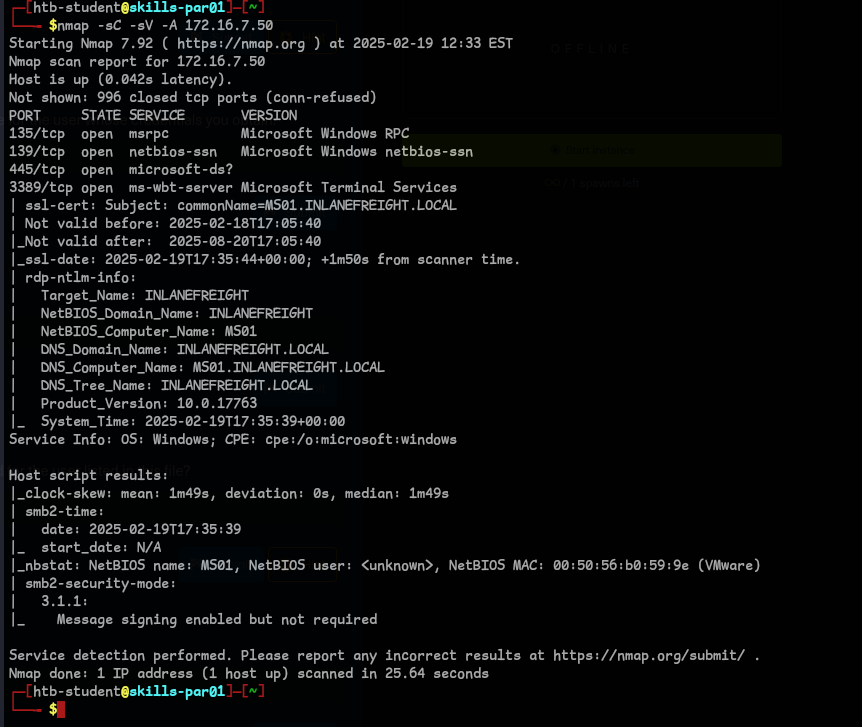 ┌─[htb-student@skills-par01]─[~]
└──╼ $nmap -sC -sV -A 172.16.7.50
Starting Nmap 7.92 ( https://nmap.org ) at 2025-02-19 12:33 EST
Nmap scan report for 172.16.7.50
Host is up (0.042s latency).
Not shown: 996 closed tcp ports (conn-refused)
PORT     STATE SERVICE       VERSION
135/tcp  open  msrpc         Microsoft Windows RPC
139/tcp  open  netbios-ssn   Microsoft Windows netbios-ssn
445/tcp  open  microsoft-ds?
3389/tcp open  ms-wbt-server Microsoft Terminal Services
| ssl-cert: Subject: commonName=MS01.INLANEFREIGHT.LOCAL
| Not valid before: 2025-02-18T17:05:40
|_Not valid after:  2025-08-20T17:05:40
|_ssl-date: 2025-02-19T17:35:44+00:00; +1m50s from scanner time.
| rdp-ntlm-info:
|   Target_Name: INLANEFREIGHT
|   NetBIOS_Domain_Name: INLANEFREIGHT
|   NetBIOS_Computer_Name: MS01
|   DNS_Domain_Name: INLANEFREIGHT.LOCAL
|   DNS_Computer_Name: MS01.INLANEFREIGHT.LOCAL
|   DNS_Tree_Name: INLANEFREIGHT.LOCAL
|   Product_Version: 10.0.17763
|_  System_Time: 2025-02-19T17:35:39+00:00
Service Info: OS: Windows; CPE: cpe:/o:microsoft:windows

Host script results:
|_clock-skew: mean: 1m49s, deviation: 0s, median: 1m49s
| smb2-time:
|   date: 2025-02-19T17:35:39
|_  start_date: N/A
|_nbstat: NetBIOS name: MS01, NetBIOS user: <unknown>, NetBIOS MAC: 00:50:56:b0:59:9e (VMware)
| smb2-security-mode:
|   3.1.1:
|_    Message signing enabled but not required

Service detection performed. Please report any incorrect results at https://nmap.org/submit/ .
Nmap done: 1 IP address (1 host up) scanned in 25.64 seconds
┌─[htb-student@skills-par01]─[~]
└──╼ $
OFFLINE